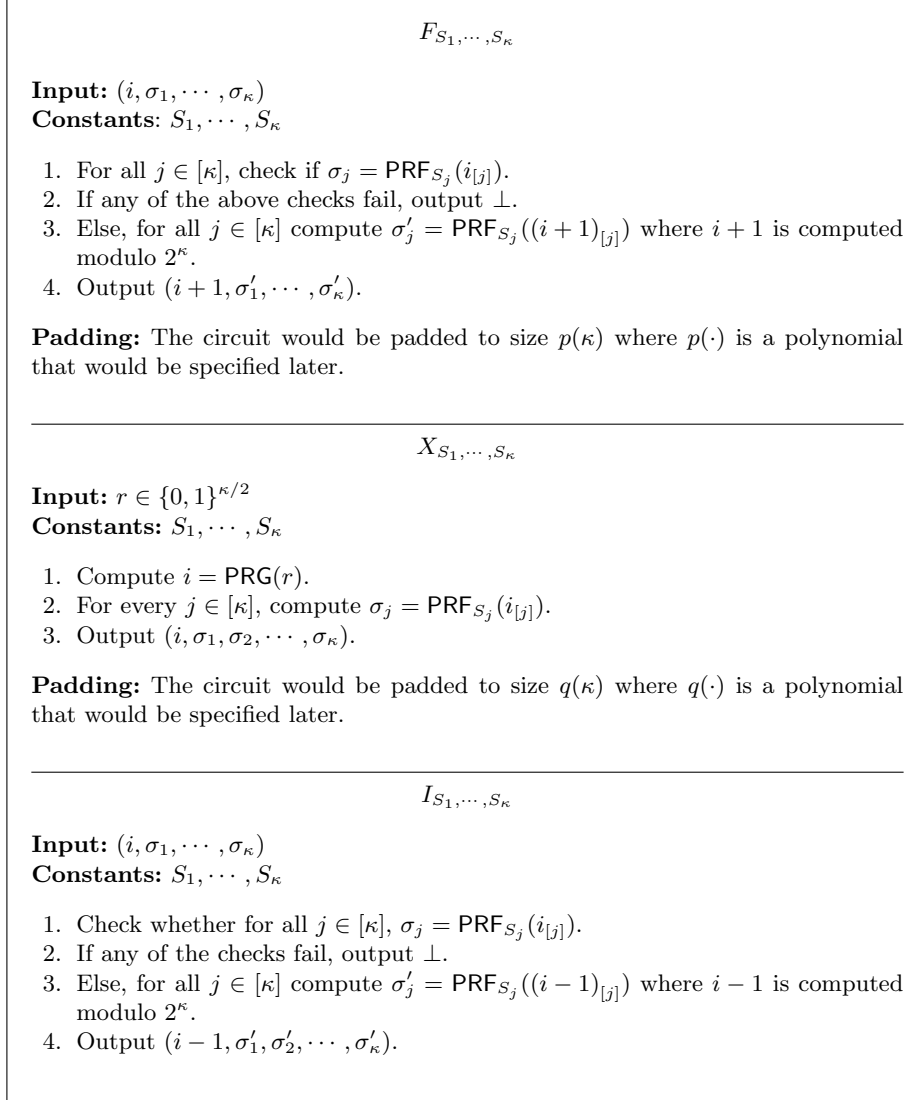 F_{S_1,⋯,S_κ}
Input: (i, σ_1, ⋯ , σ_κ)
Constants: S_1, ⋯ , S_κ
1. For all j ∈ [κ], check if σ_j = PRF_{S_j}(i_{[j]}).
2. If any of the above checks fail, output ⊥.
3. Else, for all j ∈ [κ] compute σ′_j = PRF_{S_j}((i + 1)_{[j]}) where i + 1 is computed
modulo 2^κ.
4. Output (i + 1, σ′_1, ⋯ , σ′_κ).
Padding: The circuit would be padded to size p(κ) where p(·) is a polynomial
that would be specified later.
X_{S_1,⋯,S_κ}
Input: r ∈ {0, 1}^{κ/2}
Constants: S_1, ⋯ , S_κ
1. Compute i = PRG(r).
2. For every j ∈ [κ], compute σ_j = PRF_{S_j}(i_{[j]}).
3. Output (i, σ_1, σ_2, ⋯ , σ_κ).
Padding: The circuit would be padded to size q(κ) where q(·) is a polynomial
that would be specified later.
I_{S_1,⋯,S_κ}
Input: (i, σ_1, ⋯ , σ_κ)
Constants: S_1, ⋯ , S_κ
1. Check whether for all j ∈ [κ], σ_j = PRF_{S_j}(i_{[j]}).
2. If any of the checks fail, output ⊥.
3. Else, for all j ∈ [κ] compute σ′_j = PRF_{S_j}((i − 1)_{[j]}) where i − 1 is computed
modulo 2^κ.
4. Output (i − 1, σ′_1, σ′_2, ⋯ , σ′_κ).